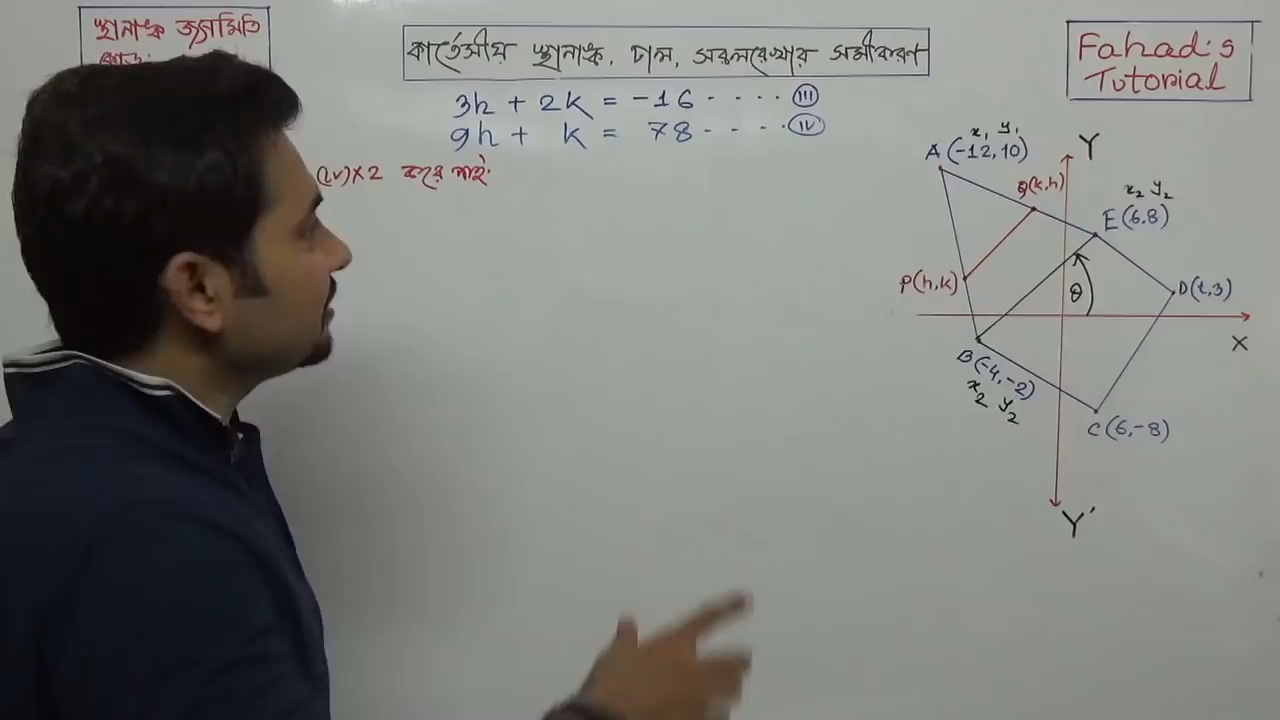 স্থানাঙ্ক জ্যামিতি
কার্তেসীয় স্থানাঙ্ক, ঢাল, সরলরেখার সমীকরণ
Fahad's
Tutorial
3h + 2k = -16 - - - - (III)
9h + k = 78 - - - - (IV)
(iv)×2 করে পাই:
x₁ y₁
A (-12,10)
Y
Q(k,h)
x₂ y₂
E (6,8)
P(h,k)
θ
D(t,3)
X
B(-4,-2)
x₂ y₂
C(6,-8)
Y'